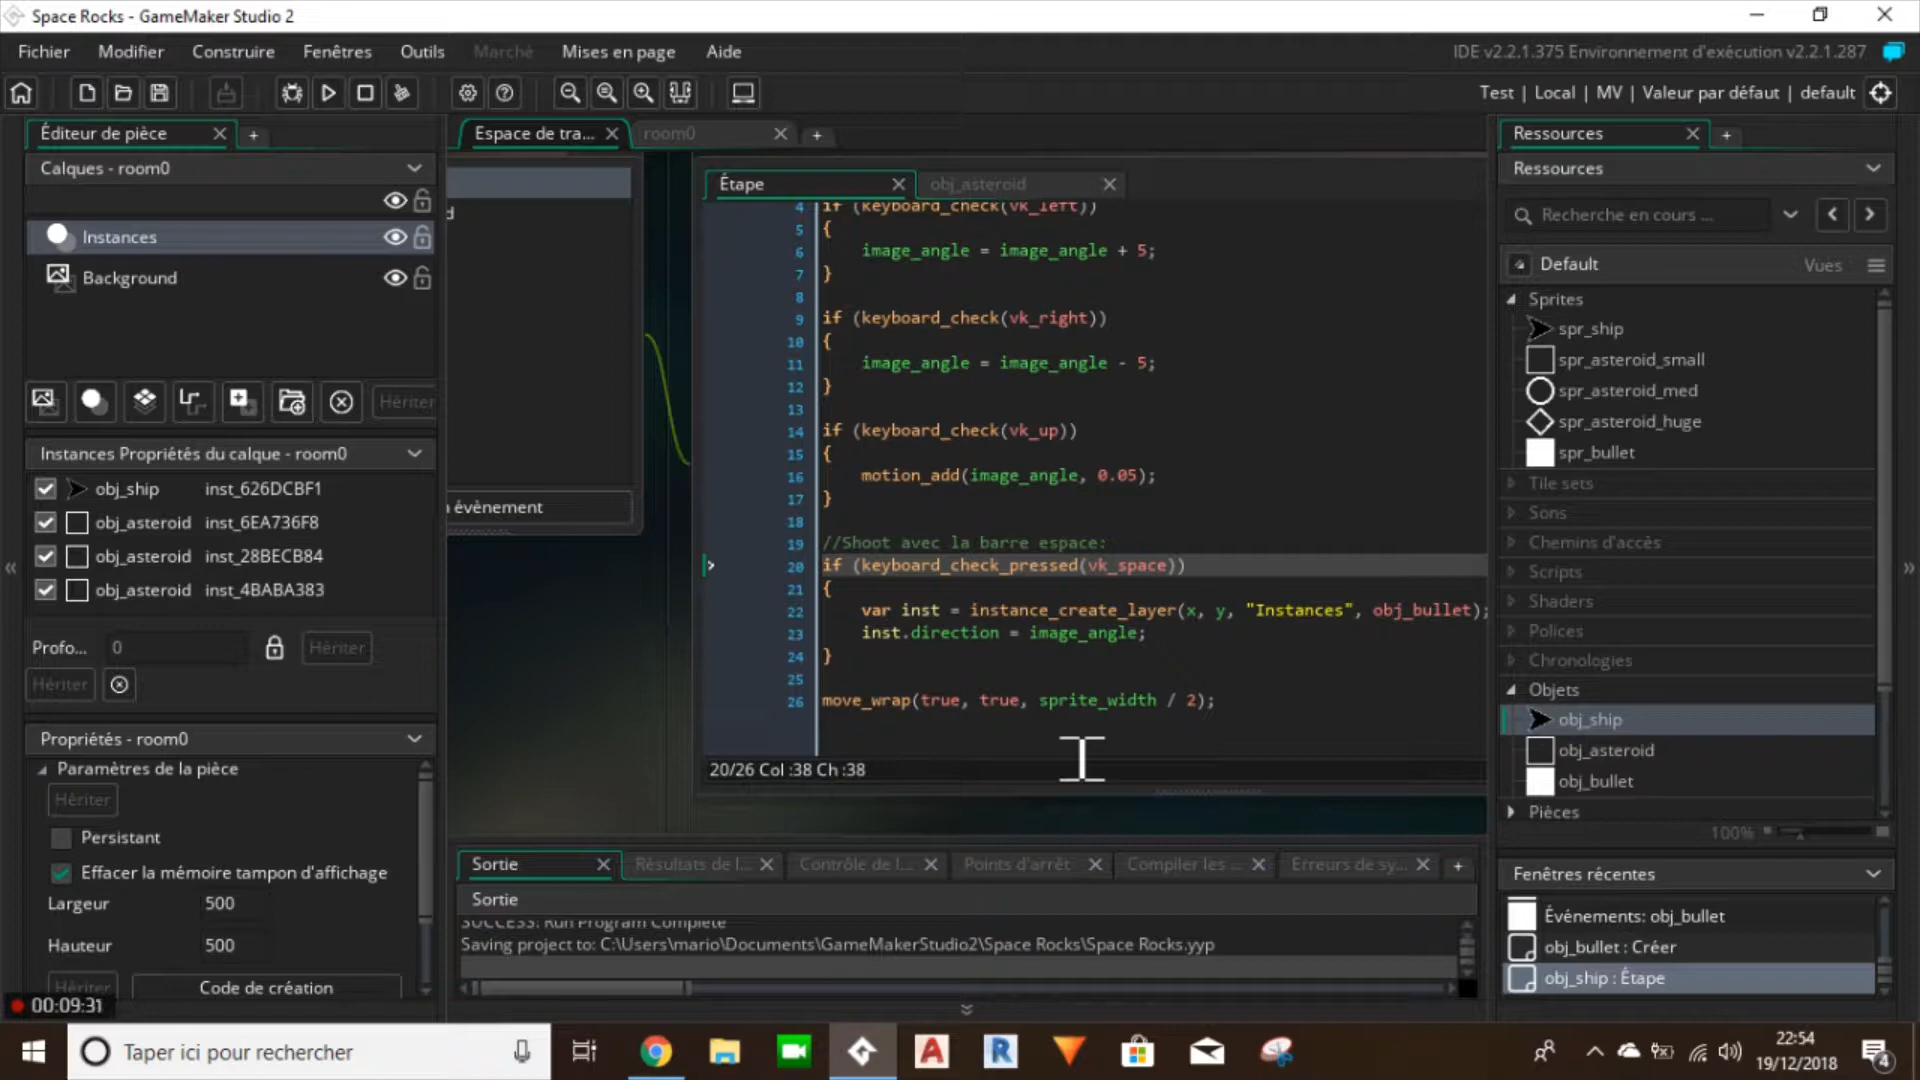 Space Rocks - GameMaker Studio 2
Fichier Modifier Construire Fenêtres Outils Marché Mises en page Aide
IDE v2.2.1.375 Environnement d'exécution v2.2.1.287
Test | Local | MV | Valeur par défaut | default
Éditeur de pièce
Calques - room0
Instances
Background
Hériter
Instances Propriétés du calque - room0
obj_ship inst_626DCBF1
obj_asteroid inst_6EA736F8
obj_asteroid inst_28BECB84
obj_asteroid inst_4BABA383
Profo... 0 Hériter
Hériter
Propriétés - room0
Paramètres de la pièce
Hériter
Persistant
Effacer la mémoire tampon d'affichage
Largeur 500
Hauteur 500
Hériter Code de création
00:09:31
Espace de tra... room0
évènement
Étape obj_asteroid
4 if (keyboard_check(vk_left))
5 {
6 image_angle = image_angle + 5;
7 }
8
9 if (keyboard_check(vk_right))
10 {
11 image_angle = image_angle - 5;
12 }
13
14 if (keyboard_check(vk_up))
15 {
16 motion_add(image_angle, 0.05);
17 }
18
19 //Shoot avec la barre espace:
20 if (keyboard_check_pressed(vk_space))
21 {
22 var inst = instance_create_layer(x, y, "Instances", obj_bullet);
23 inst.direction = image_angle;
24 }
25
26 move_wrap(true, true, sprite_width / 2);
20/26 Col :38 Ch :38
Sortie Résultats de l... Contrôle de l... Points d'arrêt Compiler les ... Erreurs de sy...
Sortie
SUCCESS: Run Program Complete
Saving project to: C:\Users\mario\Documents\GameMakerStudio2\Space Rocks\Space Rocks.yyp
Ressources
Ressources
Recherche en cours ...
Default Vues
Sprites
spr_ship
spr_asteroid_small
spr_asteroid_med
spr_asteroid_huge
spr_bullet
Tile sets
Sons
Chemins d'accès
Scripts
Shaders
Polices
Chronologies
Objets
obj_ship
obj_asteroid
obj_bullet
Pièces
100%
Fenêtres récentes
Événements: obj_bullet
obj_bullet : Créer
obj_ship : Étape
Taper ici pour rechercher
22:54
19/12/2018
4